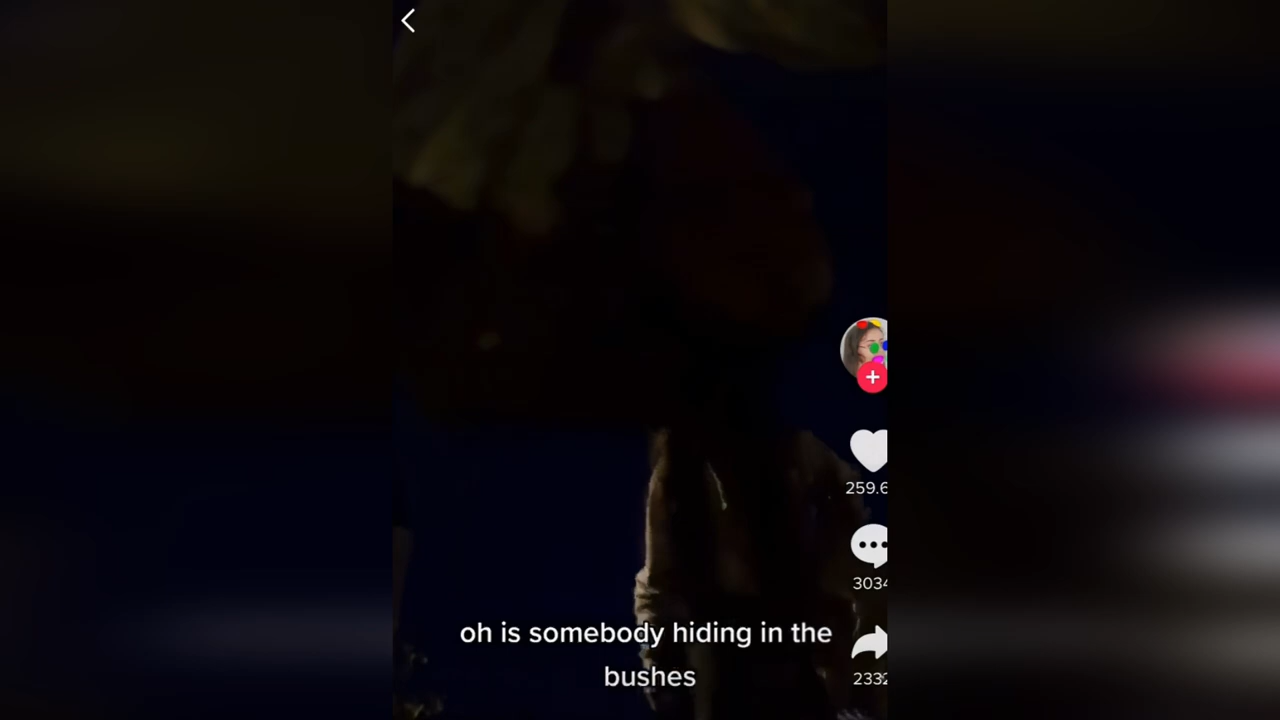 259.6
3034
oh is somebody hiding in the
bushes
2332